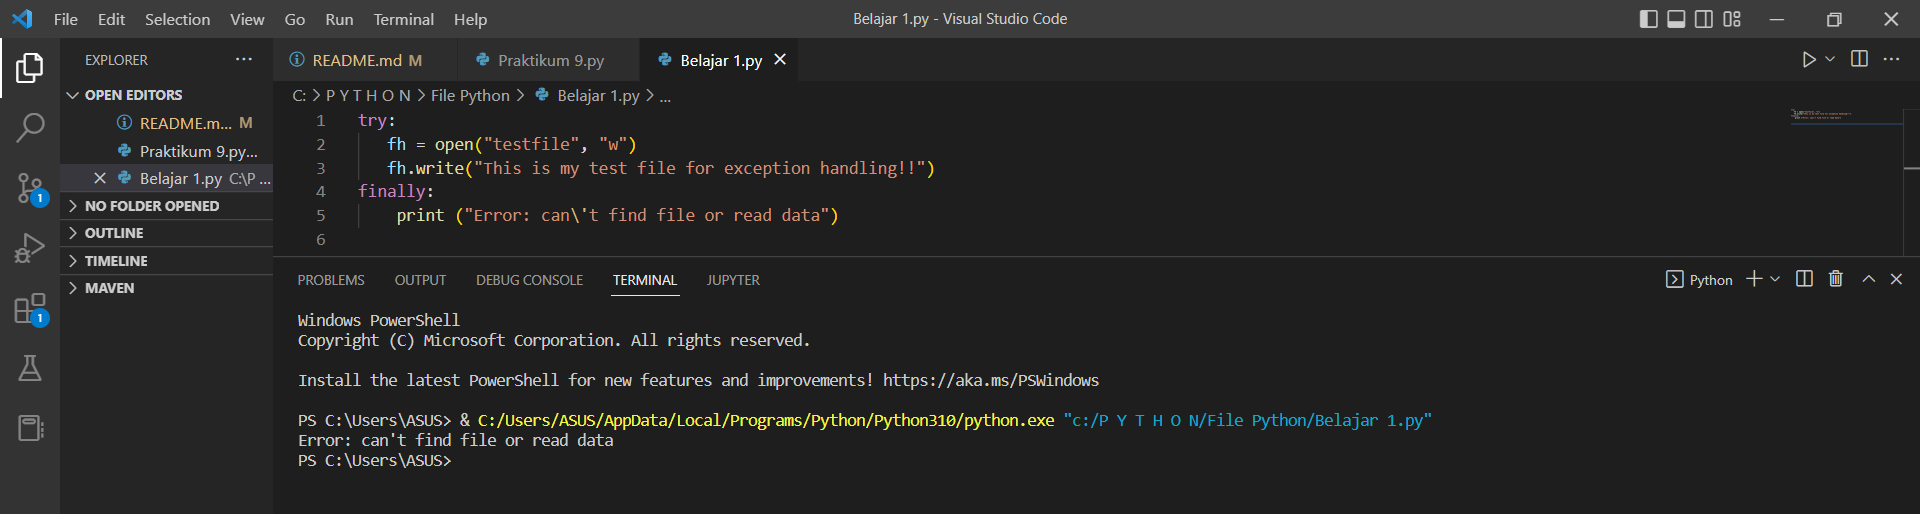 File Edit Selection View Go Run Terminal Help
Belajar 1.py - Visual Studio Code
EXPLORER
OPEN EDITORS
README.m... M
Praktikum 9.py...
Belajar 1.py C:\P ...
NO FOLDER OPENED
OUTLINE
TIMELINE
MAVEN
1
1
README.md M
Praktikum 9.py
Belajar 1.py
C: > P Y T H O N > File Python > Belajar 1.py > ...
1 try:
2 fh = open("testfile", "w")
3 fh.write("This is my test file for exception handling!!")
4 finally:
5 print ("Error: can\'t find file or read data")
6
PROBLEMS OUTPUT DEBUG CONSOLE TERMINAL JUPYTER
Python
Windows PowerShell
Copyright (C) Microsoft Corporation. All rights reserved.
Install the latest PowerShell for new features and improvements! https://aka.ms/PSWindows
PS C:\Users\ASUS> & C:/Users/ASUS/AppData/Local/Programs/Python/Python310/python.exe "c:/P Y T H O N/File Python/Belajar 1.py"
Error: can't find file or read data
PS C:\Users\ASUS>